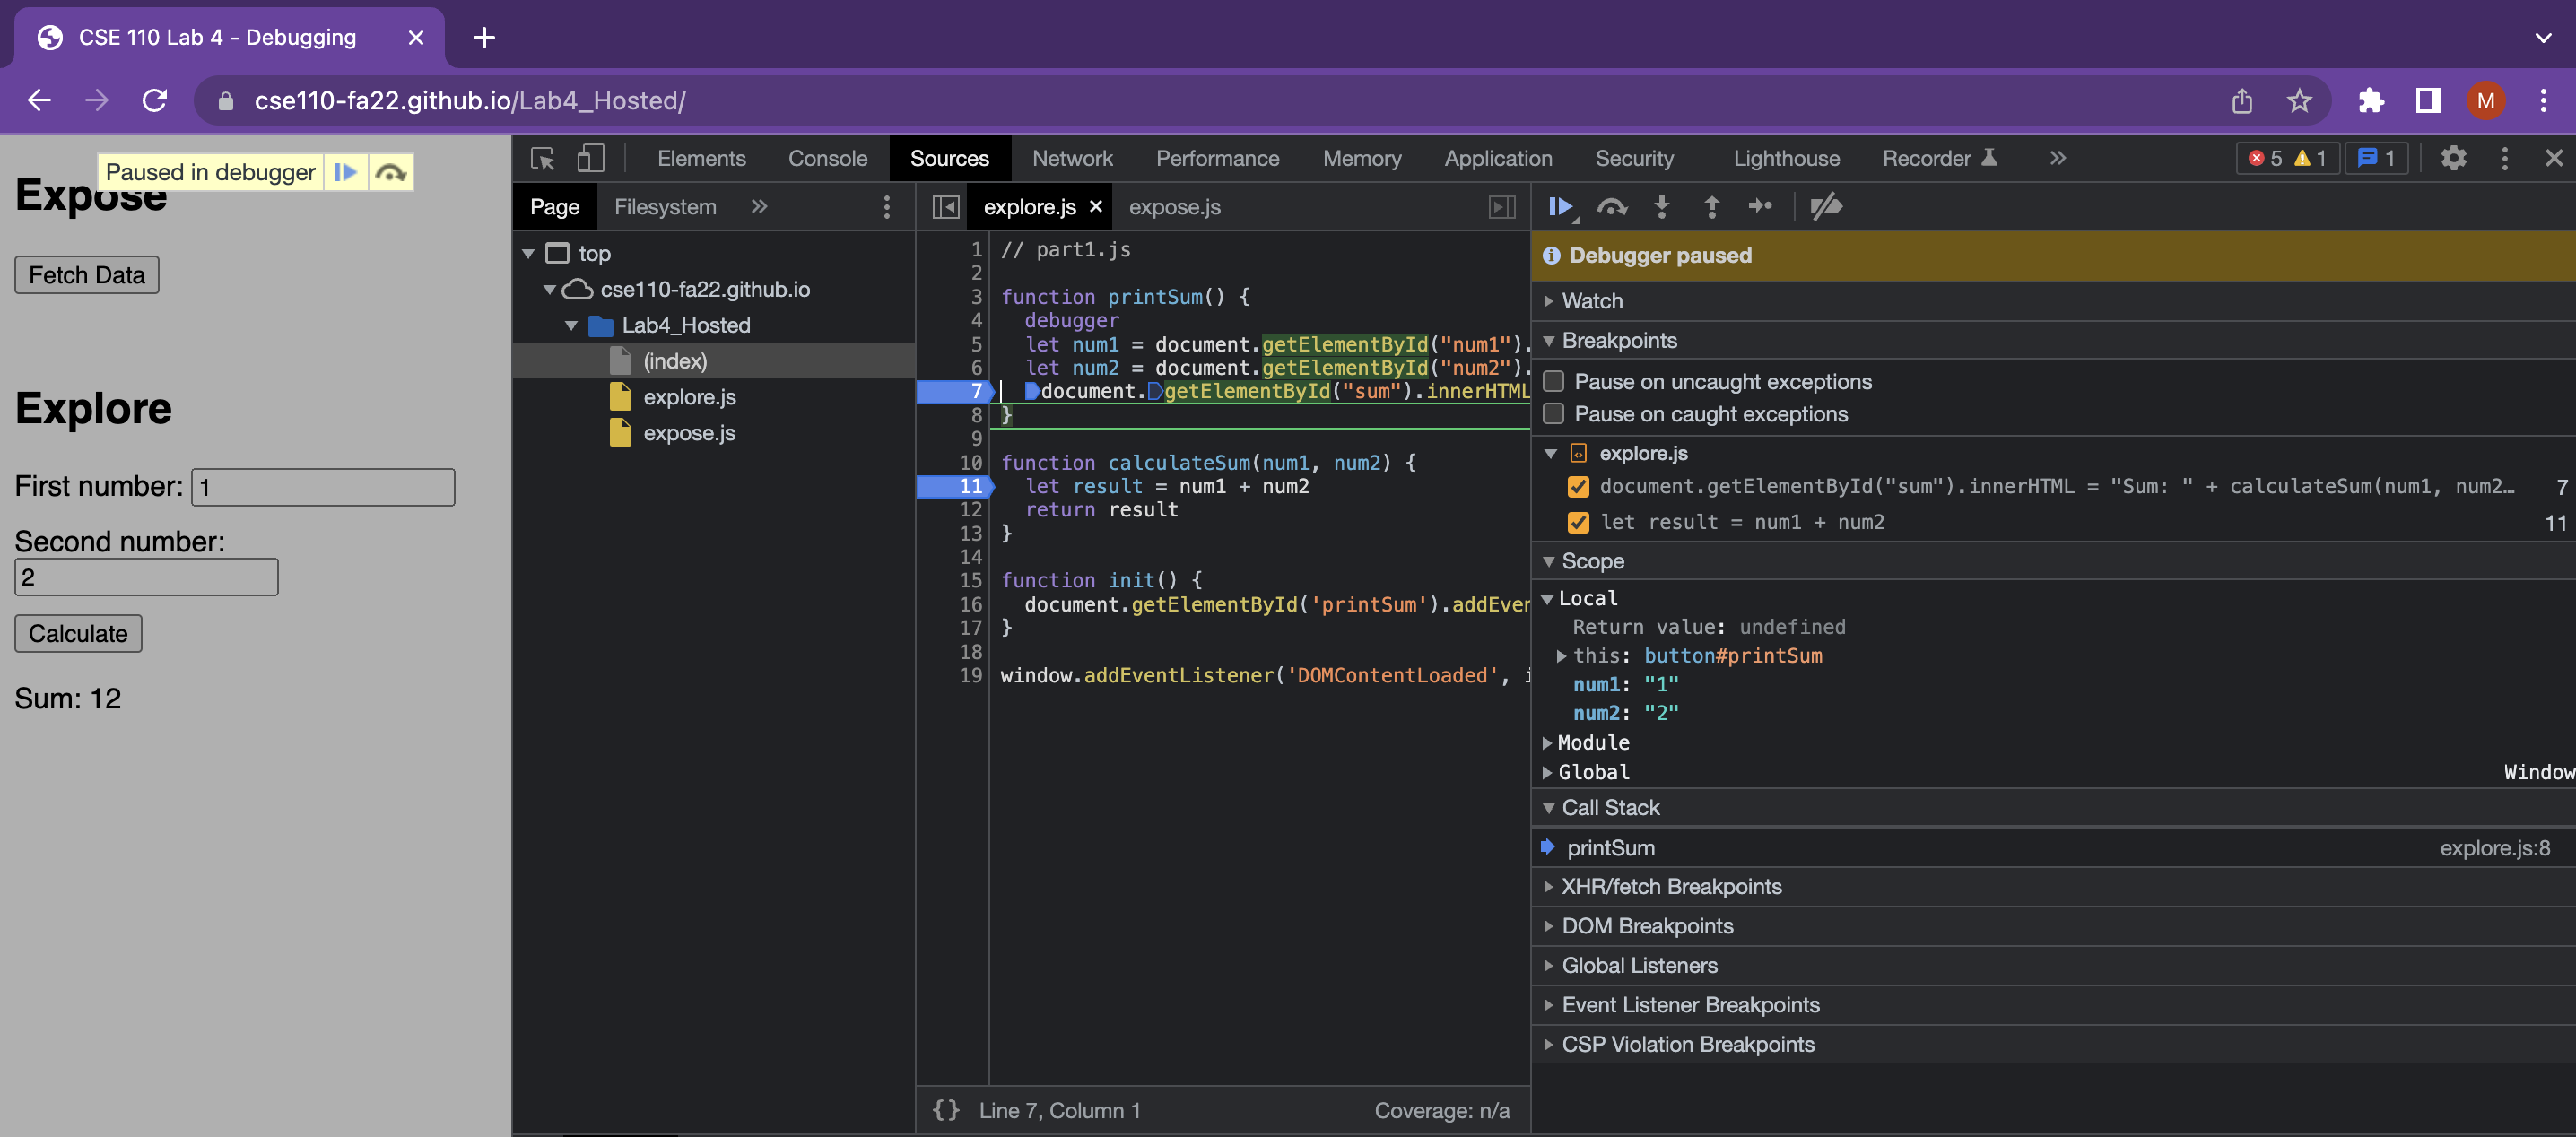 CSE 110 Lab 4 - Debugging
cse110-fa22.github.io/Lab4_Hosted/
M
Paused in debugger
Expose
Fetch Data
Explore
First number: 1
Second number:
2
Calculate
Sum: 12
Elements Console Sources Network Performance Memory Application Security Lighthouse Recorder
5 1 1
Page Filesystem
top
cse110-fa22.github.io
Lab4_Hosted
(index)
explore.js
expose.js
explore.js expose.js
1 // part1.js
2
3 function printSum() {
4 debugger
5 let num1 = document.getElementById("num1").
6 let num2 = document.getElementById("num2").
7 document.getElementById("sum").innerHTML
8 }
9
10 function calculateSum(num1, num2) {
11 let result = num1 + num2
12 return result
13 }
14
15 function init() {
16 document.getElementById('printSum').addEver
17 }
18
19 window.addEventListener('DOMContentLoaded', i
{} Line 7, Column 1 Coverage: n/a
Debugger paused
Watch
Breakpoints
Pause on uncaught exceptions
Pause on caught exceptions
explore.js
document.getElementById("sum").innerHTML = "Sum: " + calculateSum(num1, num2… 7
let result = num1 + num2 11
Scope
Local
Return value: undefined
this: button#printSum
num1: "1"
num2: "2"
Module
Global Window
Call Stack
printSum explore.js:8
XHR/fetch Breakpoints
DOM Breakpoints
Global Listeners
Event Listener Breakpoints
CSP Violation Breakpoints